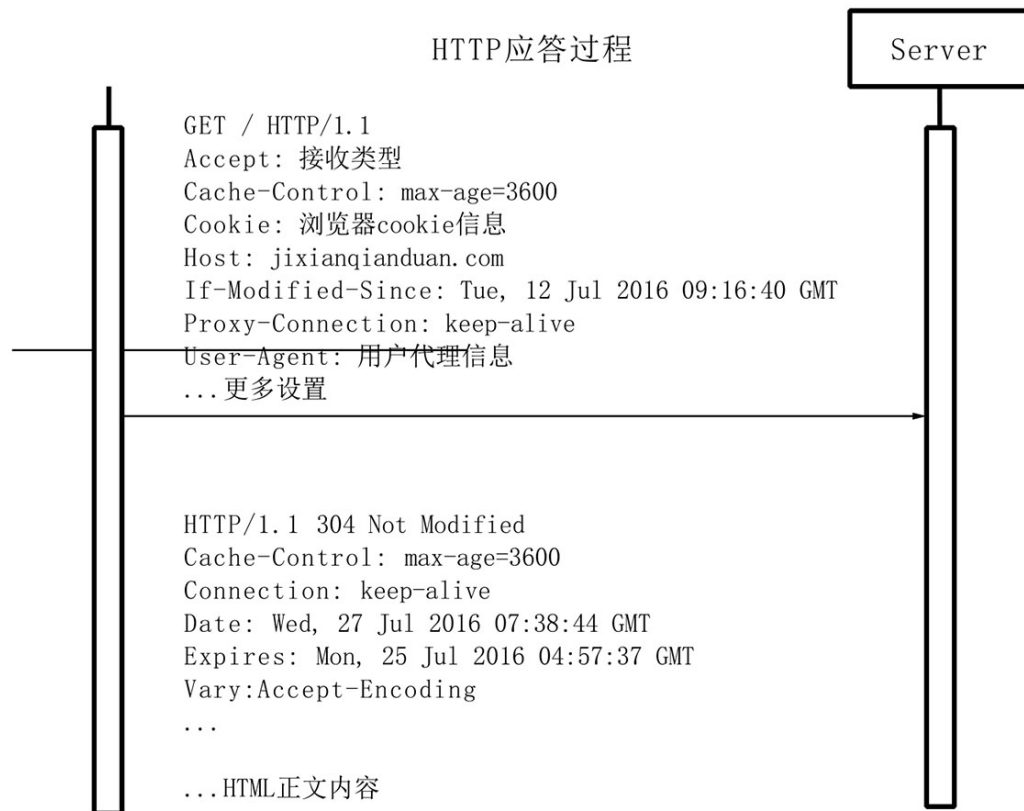 HTTP应答过程
Server
GET / HTTP/1.1
Accept: 接收类型
Cache-Control: max-age=3600
Cookie: 浏览器cookie信息
Host: jixianqianduan.com
If-Modified-Since: Tue, 12 Jul 2016 09:16:40 GMT
Proxy-Connection: keep-alive
User-Agent: 用户代理信息
...更多设置
HTTP/1.1 304 Not Modified
Cache-Control: max-age=3600
Connection: keep-alive
Date: Wed, 27 Jul 2016 07:38:44 GMT
Expires: Mon, 25 Jul 2016 04:57:37 GMT
Vary:Accept-Encoding
...
...HTML正文内容